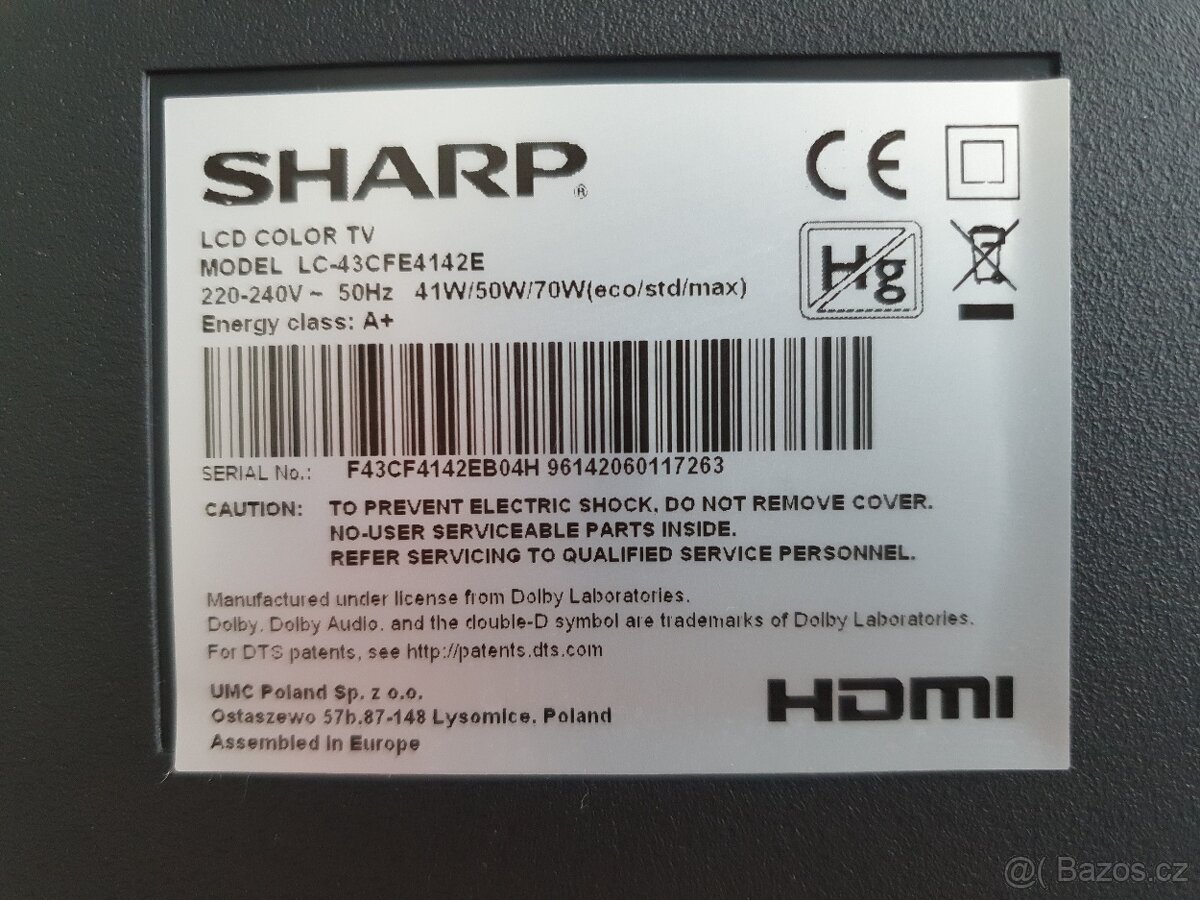 SHARP®
CE
LCD COLOR TV
MODEL LC-43CFE4142E
220-240V ~ 50Hz 41W/50W/70W(eco/std/max)
Energy class: A+
Hg
SERIAL No.: F43CF4142EB04H 96142060117263
CAUTION: TO PREVENT ELECTRIC SHOCK, DO NOT REMOVE COVER.
NO-USER SERVICEABLE PARTS INSIDE.
REFER SERVICING TO QUALIFIED SERVICE PERSONNEL.
Manufactured under license from Dolby Laboratories.
Dolby, Dolby Audio, and the double-D symbol are trademarks of Dolby Laboratories.
For DTS patents, see http://patents.dts.com
UMC Poland Sp. z o.o.
Ostaszewo 57b,87-148 Lysomice, Poland
Assembled in Europe
HDMI
@( Bazos.cz